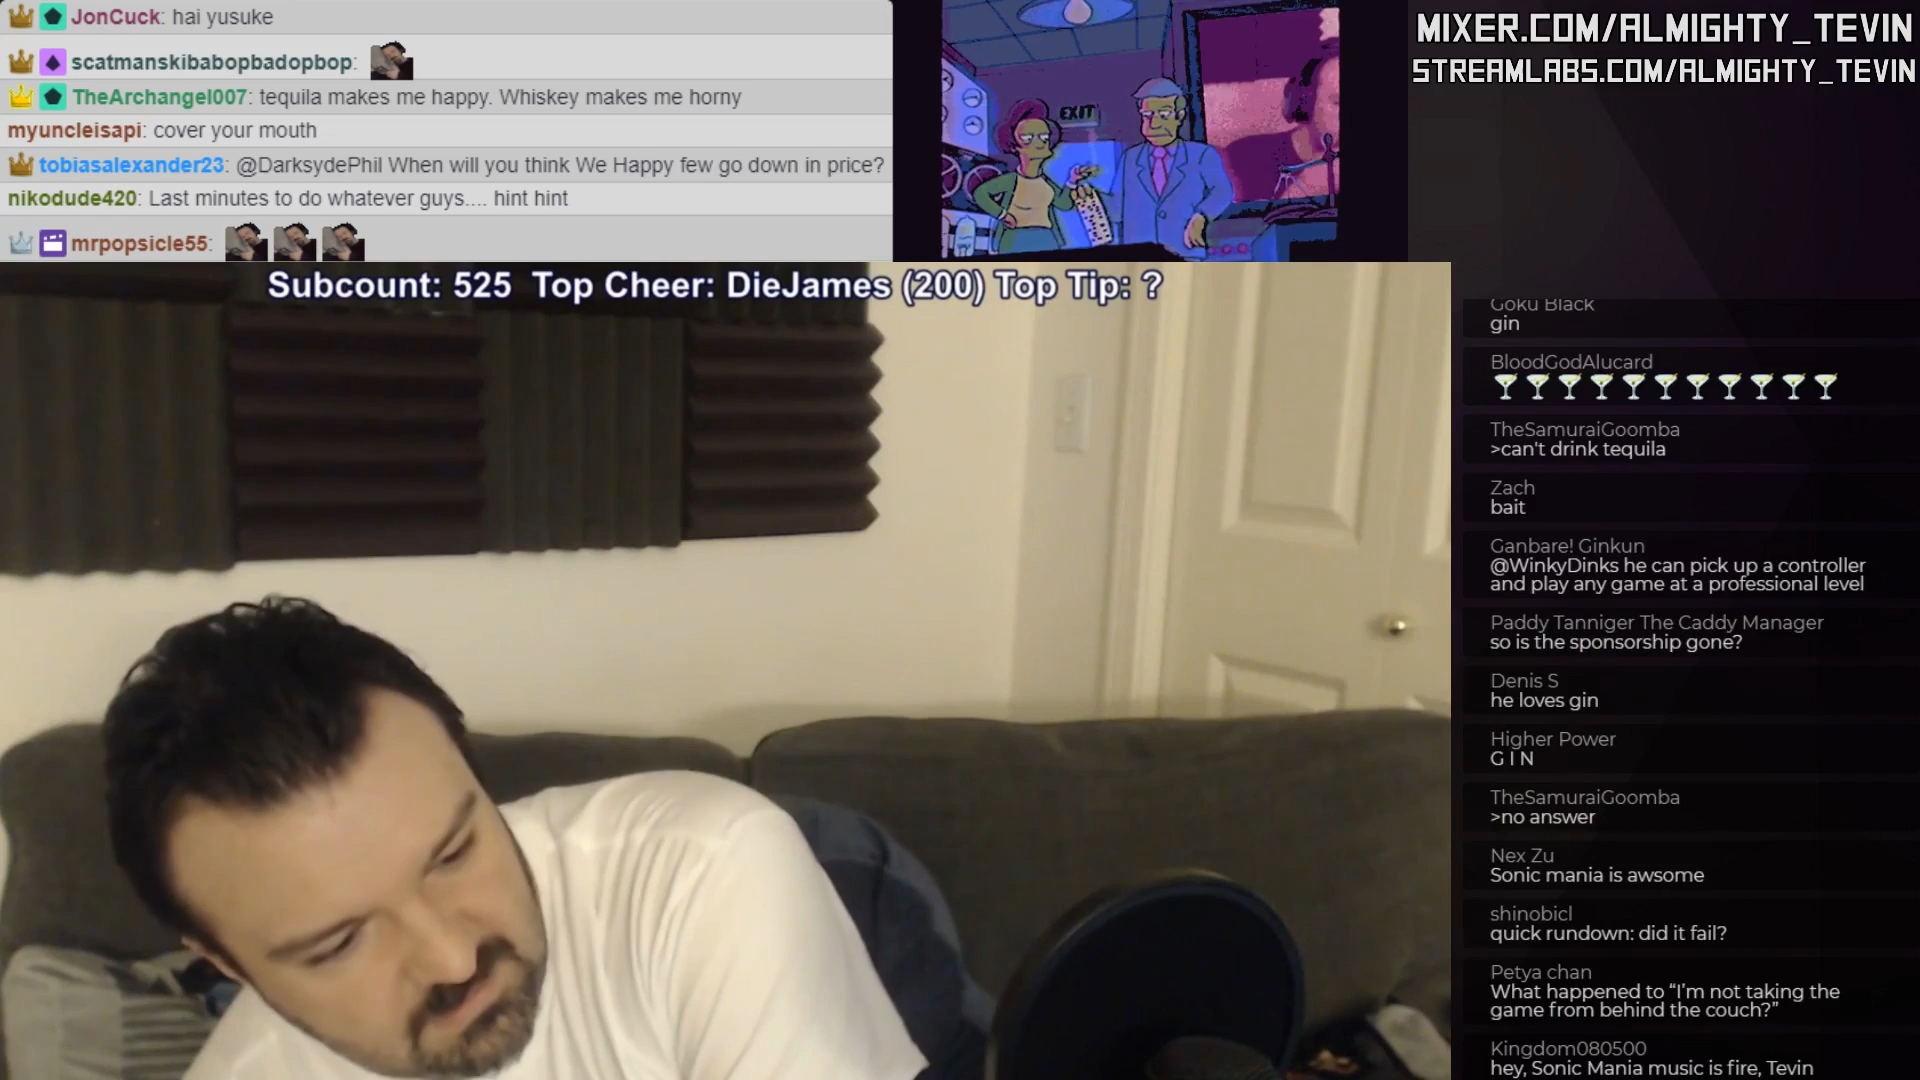 JonCuck: hai yusuke
scatmanskibabopbadopbop:
TheArchangel007: tequila makes me happy. Whiskey makes me horny
myuncleisapi: cover your mouth
tobiasalexander23: @DarksydePhil When will you think We Happy few go down in price?
nikodude420: Last minutes to do whatever guys.... hint hint
mrpopsicle55:
EXIT
MIXER.COM/ALMIGHTY_TEVIN
STREAMLABS.COM/ALMIGHTY_TEVIN
Subcount: 525 Top Cheer: DieJames (200) Top Tip: ?
Goku Black
gin
BloodGodAlucard
TheSamuraiGoomba
>can't drink tequila
Zach
bait
Ganbare! Ginkun
@WinkyDinks he can pick up a controller
and play any game at a professional level
Paddy Tanniger The Caddy Manager
so is the sponsorship gone?
Denis S
he loves gin
Higher Power
G I N
TheSamuraiGoomba
>no answer
Nex Zu
Sonic mania is awsome
shinobicl
quick rundown: did it fail?
Petya chan
What happened to “I’m not taking the
game from behind the couch?”
Kingdom080500
hey, Sonic Mania music is fire, Tevin